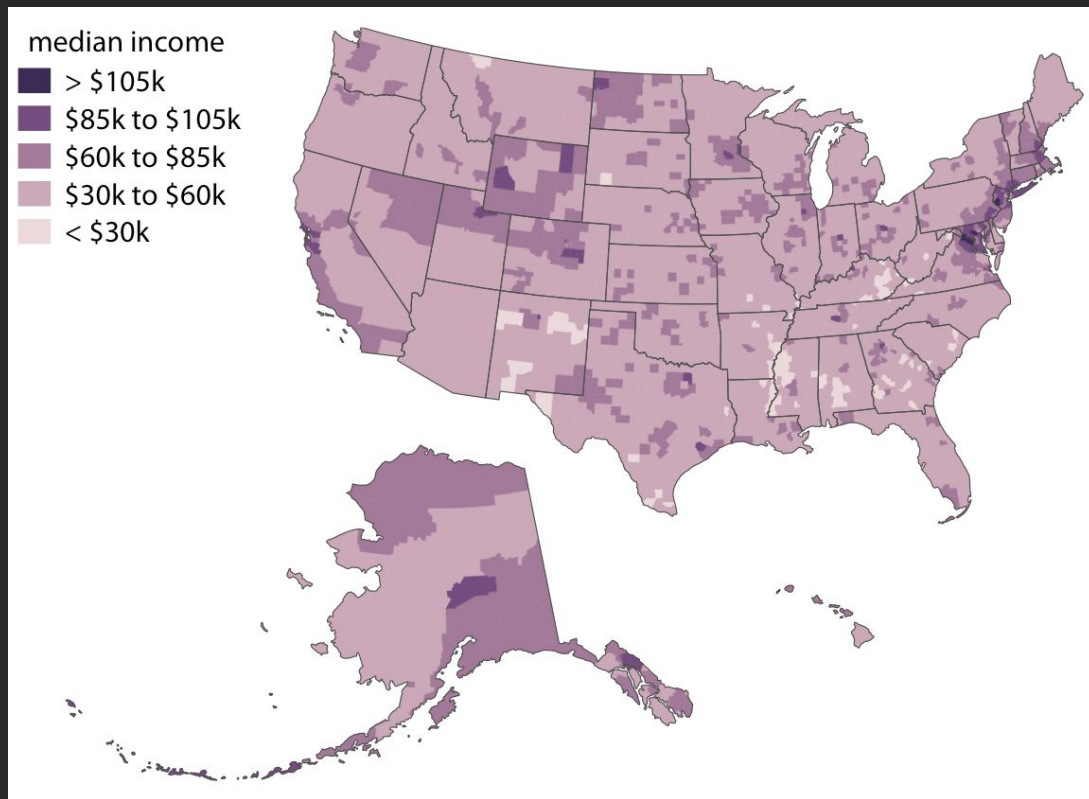 median income
> $105k
$85k to $105k
$60k to $85k
$30k to $60k
< $30k